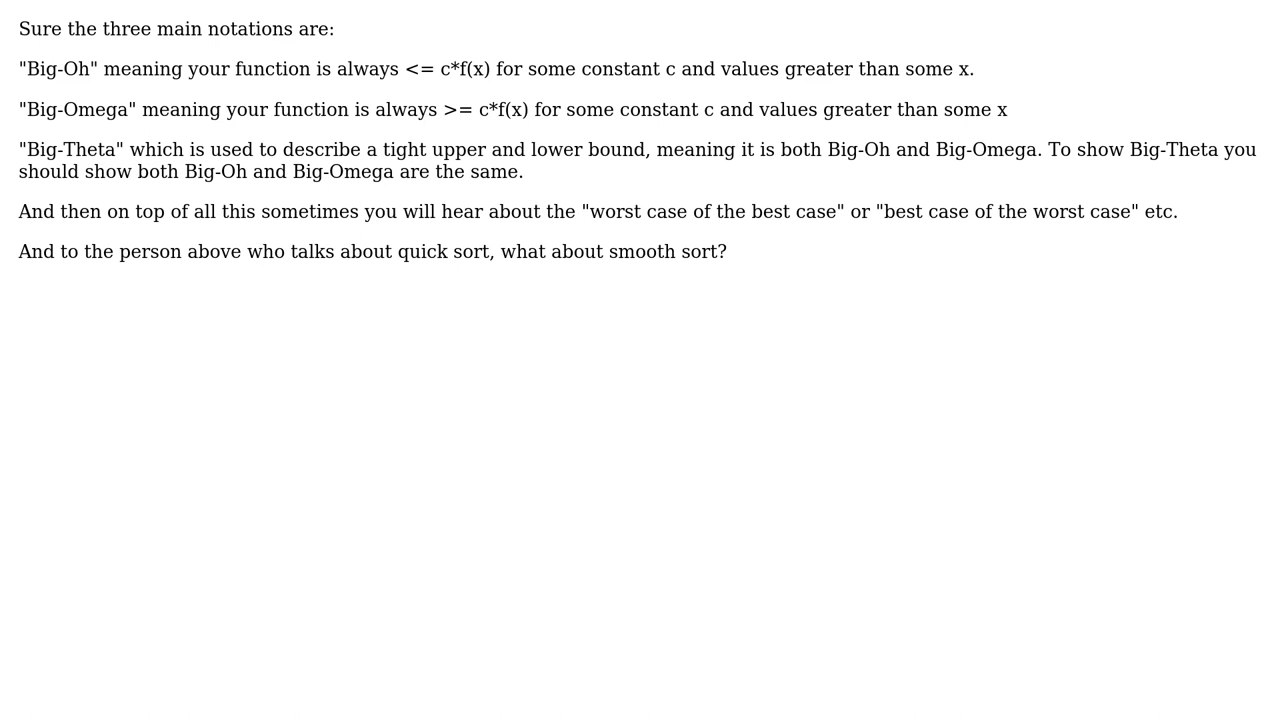 Sure the three main notations are:
"Big-Oh" meaning your function is always <= c*f(x) for some constant c and values greater than some x.
"Big-Omega" meaning your function is always >= c*f(x) for some constant c and values greater than some x
"Big-Theta" which is used to describe a tight upper and lower bound, meaning it is both Big-Oh and Big-Omega. To show Big-Theta you
should show both Big-Oh and Big-Omega are the same.
And then on top of all this sometimes you will hear about the "worst case of the best case" or "best case of the worst case" etc.
And to the person above who talks about quick sort, what about smooth sort?